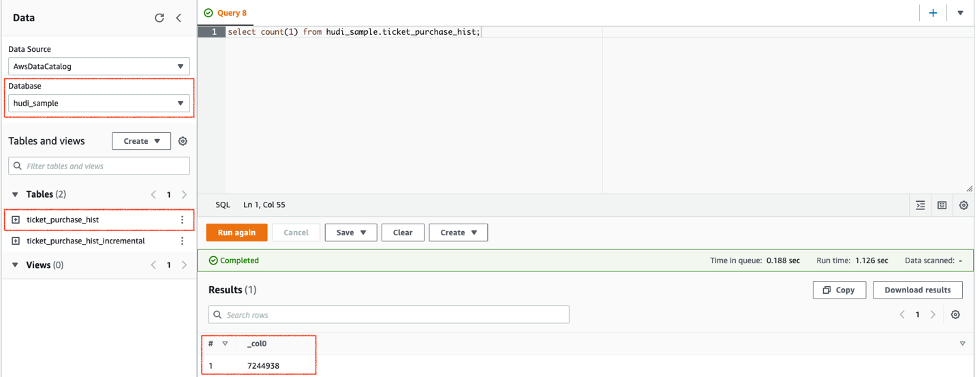 Data
Data Source
AwsDataCatalog
Database
hudi_sample
Tables and views
Create
Filter tables and views
Tables (2)
1
ticket_purchase_hist
ticket_purchase_hist_incremental
Views (0)
1
Query 8
1 select count(1) from hudi_sample.ticket_purchase_hist;
SQL Ln 1, Col 55
Run again Cancel Save Clear Create
Completed Time in queue: 0.188 sec Run time: 1.126 sec Data scanned: -
Results (1) Copy Download results
Search rows 1
# _col0
1 7244938